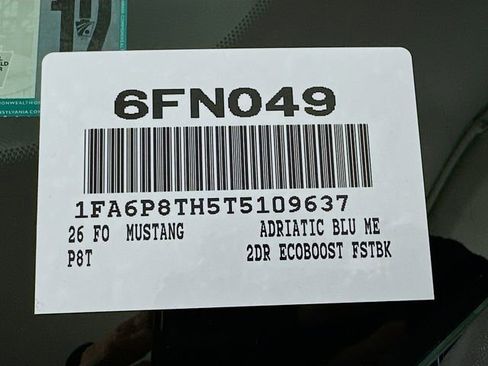 6FN049
1FA6P8TH5T5109637
26 FO MUSTANG ADRIATIC BLU ME
P8T 2DR ECOBOOST FSTBK